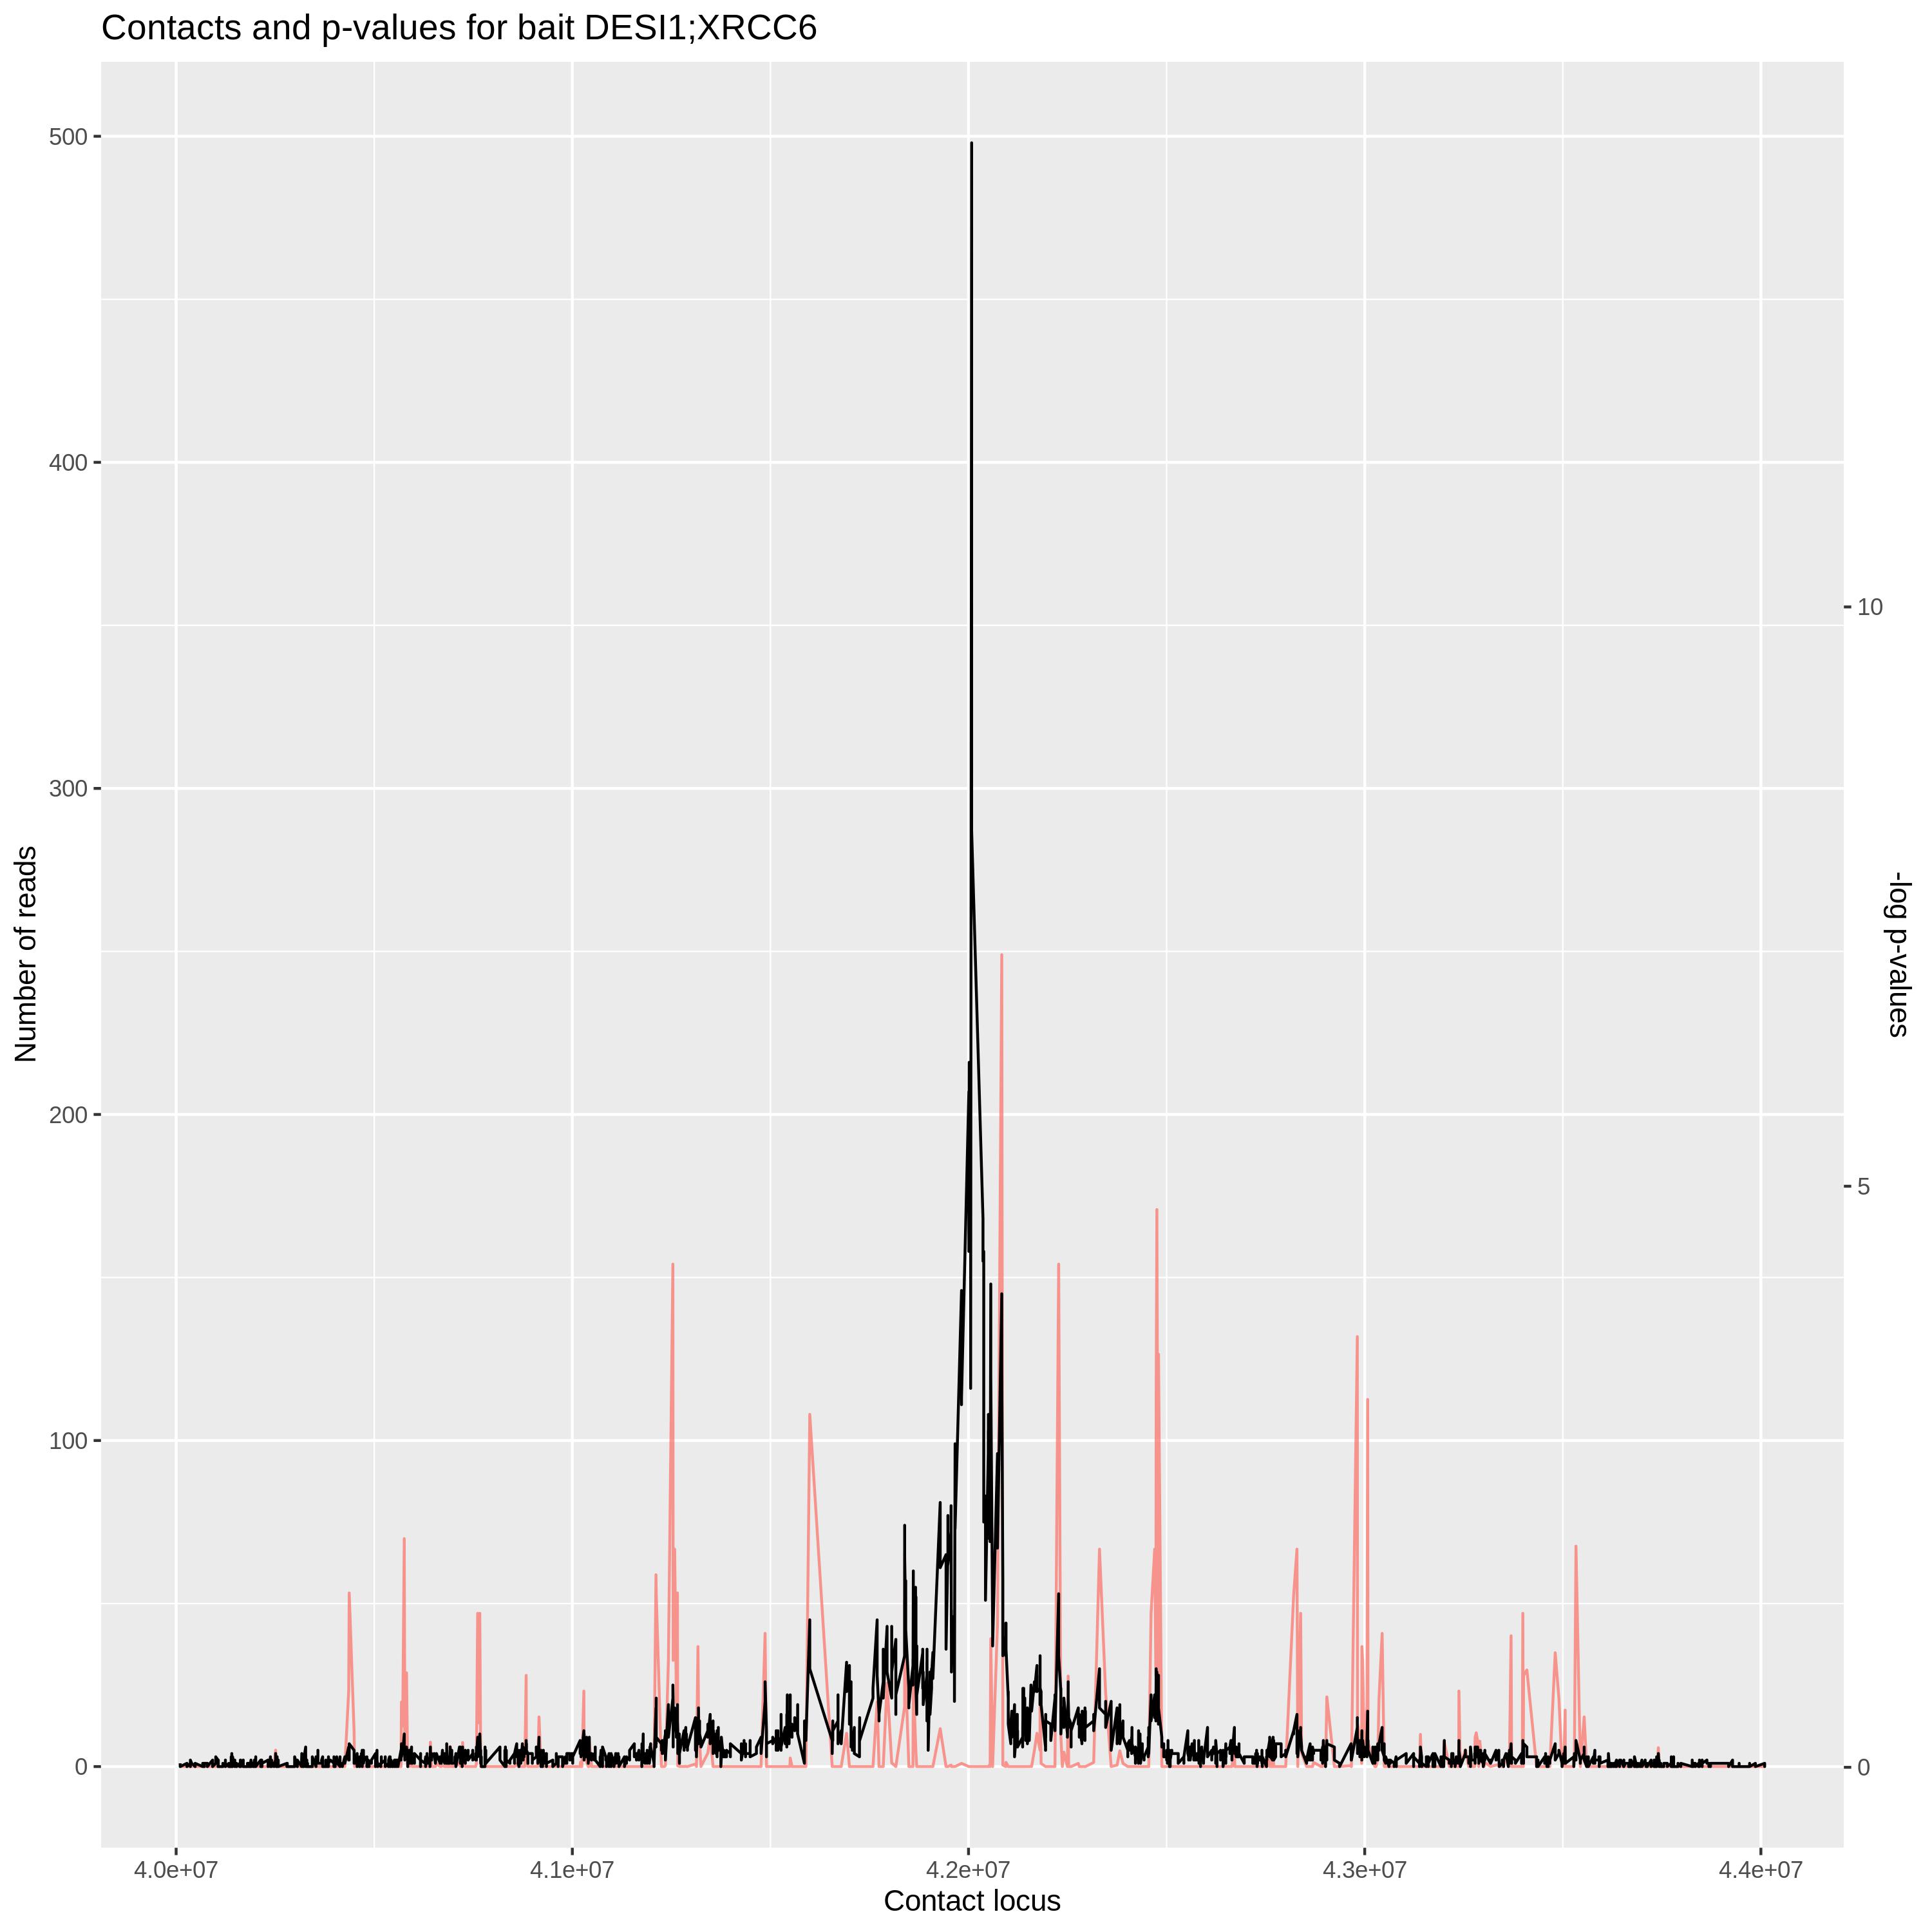 Contacts and p-values for bait DESI1;XRCC6
500
400
300
200
100
0
Number of reads
10
5
0
-log p-values
4.0e+07
4.1e+07
4.2e+07
4.3e+07
4.4e+07
Contact locus